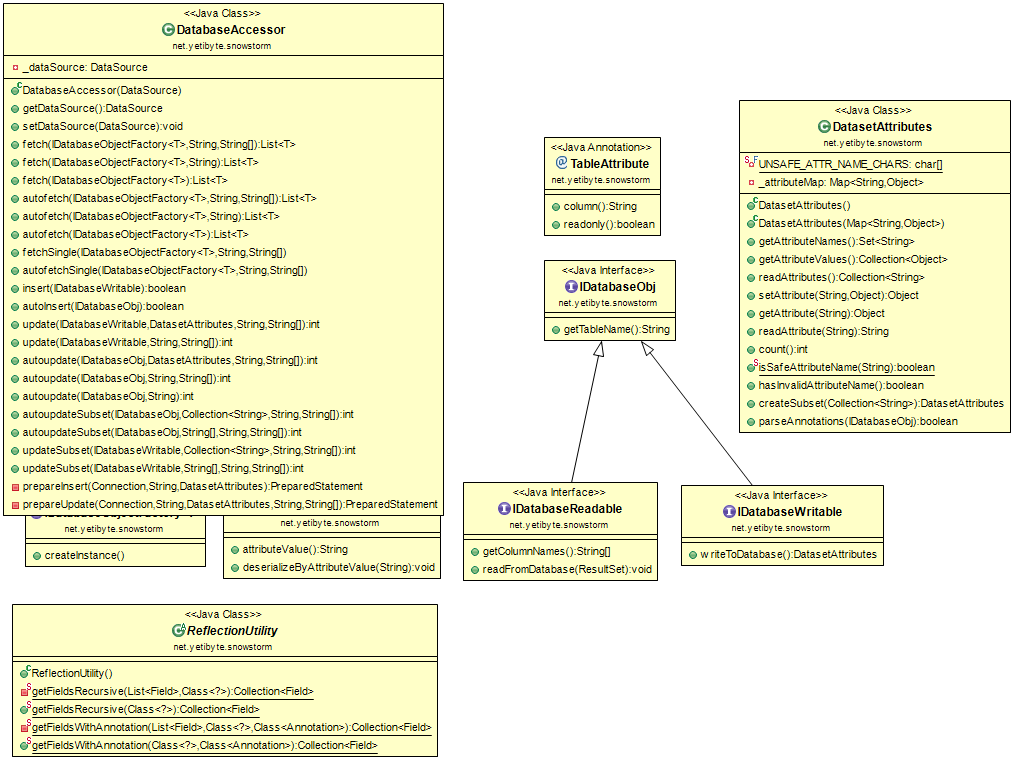 <<Java Class>>
DatabaseAccessor
net.yetibyte.snowstorm
_dataSource: DataSource
DatabaseAccessor(DataSource)
getDataSource():DataSource
setDataSource(DataSource):void
fetch(IDatabaseObjectFactory<T>,String,String[]):List<T>
fetch(IDatabaseObjectFactory<T>,String):List<T>
fetch(IDatabaseObjectFactory<T>):List<T>
autofetch(IDatabaseObjectFactory<T>,String,String[]):List<T>
autofetch(IDatabaseObjectFactory<T>,String):List<T>
autofetch(IDatabaseObjectFactory<T>):List<T>
fetchSingle(IDatabaseObjectFactory<T>,String,String[])
autofetchSingle(IDatabaseObjectFactory<T>,String,String[])
insert(IDatabaseWritable):boolean
autoInsert(IDatabaseObj):boolean
update(IDatabaseWritable,DatasetAttributes,String,String[]):int
update(IDatabaseWritable,String,String[]):int
autoupdate(IDatabaseObj,DatasetAttributes,String,String[]):int
autoupdate(IDatabaseObj,String,String[]):int
autoupdate(IDatabaseObj,String):int
autoupdateSubset(IDatabaseObj,Collection<String>,String,String[]):int
autoupdateSubset(IDatabaseObj,String[],String,String[]):int
updateSubset(IDatabaseWritable,Collection<String>,String,String[]):int
updateSubset(IDatabaseWritable,String[],String,String[]):int
prepareInsert(Connection,String,DatasetAttributes):PreparedStatement
prepareUpdate(Connection,String,DatasetAttributes,String,String[]):PreparedStatement
net.yetibyte.snowstorm
createInstance()
net.yetibyte.snowstorm
attributeValue():String
deserializeByAttributeValue(String):void
<<Java Annotation>>
TableAttribute
net.yetibyte.snowstorm
column():String
readonly():boolean
<<Java Interface>>
IDatabaseObj
net.yetibyte.snowstorm
getTableName():String
<<Java Class>>
DatasetAttributes
net.yetibyte.snowstorm
UNSAFE_ATTR_NAME_CHARS: char[]
_attributeMap: Map<String,Object>
DatasetAttributes()
DatasetAttributes(Map<String,Object>)
getAttributeNames():Set<String>
getAttributeValues():Collection<Object>
readAttributes():Collection<String>
setAttribute(String,Object):Object
getAttribute(String):Object
readAttribute(String):String
count():int
isSafeAttributeName(String):boolean
hasInvalidAttributeName():boolean
createSubset(Collection<String>):DatasetAttributes
parseAnnotations(IDatabaseObj):boolean
<<Java Interface>>
IDatabaseReadable
net.yetibyte.snowstorm
getColumnNames():String[]
readFromDatabase(ResultSet):void
<<Java Interface>>
IDatabaseWritable
net.yetibyte.snowstorm
writeToDatabase():DatasetAttributes
<<Java Class>>
ReflectionUtility
net.yetibyte.snowstorm
ReflectionUtility()
getFieldsRecursive(List<Field>,Class<?>):Collection<Field>
getFieldsRecursive(Class<?>):Collection<Field>
getFieldsWithAnnotation(List<Field>,Class<?>,Class<Annotation>):Collection<Field>
getFieldsWithAnnotation(Class<?>,Class<Annotation>):Collection<Field>